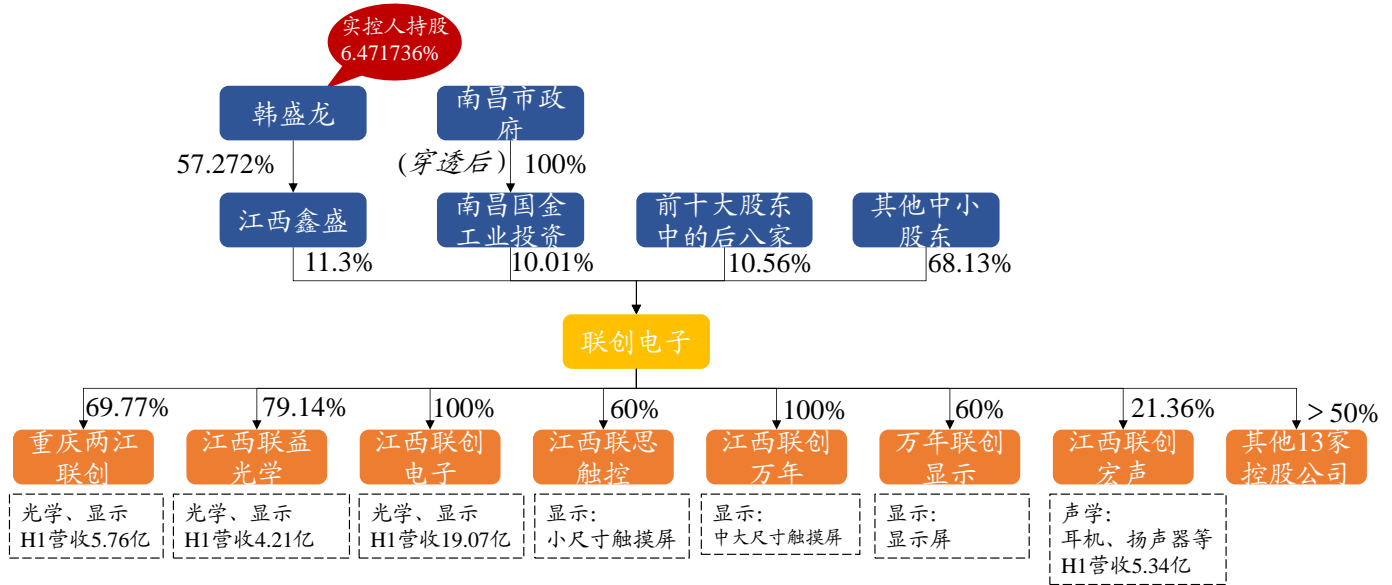 实控人持股
6.471736%
韩盛龙
南昌市政
府
57.272%
(穿透后)
100%
江西鑫盛
南昌国金
工业投资
前十大股东
中的后八家
其他中小
股东
11.3%
10.01%
10.56%
68.13%
联创电子
69.77%
79.14%
100%
60%
100%
60%
21.36%
＞50%
重庆两江
联创
江西联益
光学
江西联创
电子
江西联思
触控
江西联创
万年
万年联创
显示
江西联创
宏声
其他13家
控股公司
光学、显示
H1营收5.76亿
光学、显示
H1营收4.21亿
光学、显示
H1营收19.07亿
显示：
小尺寸触摸屏
显示：
中大尺寸触摸屏
显示：
显示屏
声学：
耳机、扬声器等
H1营收5.34亿